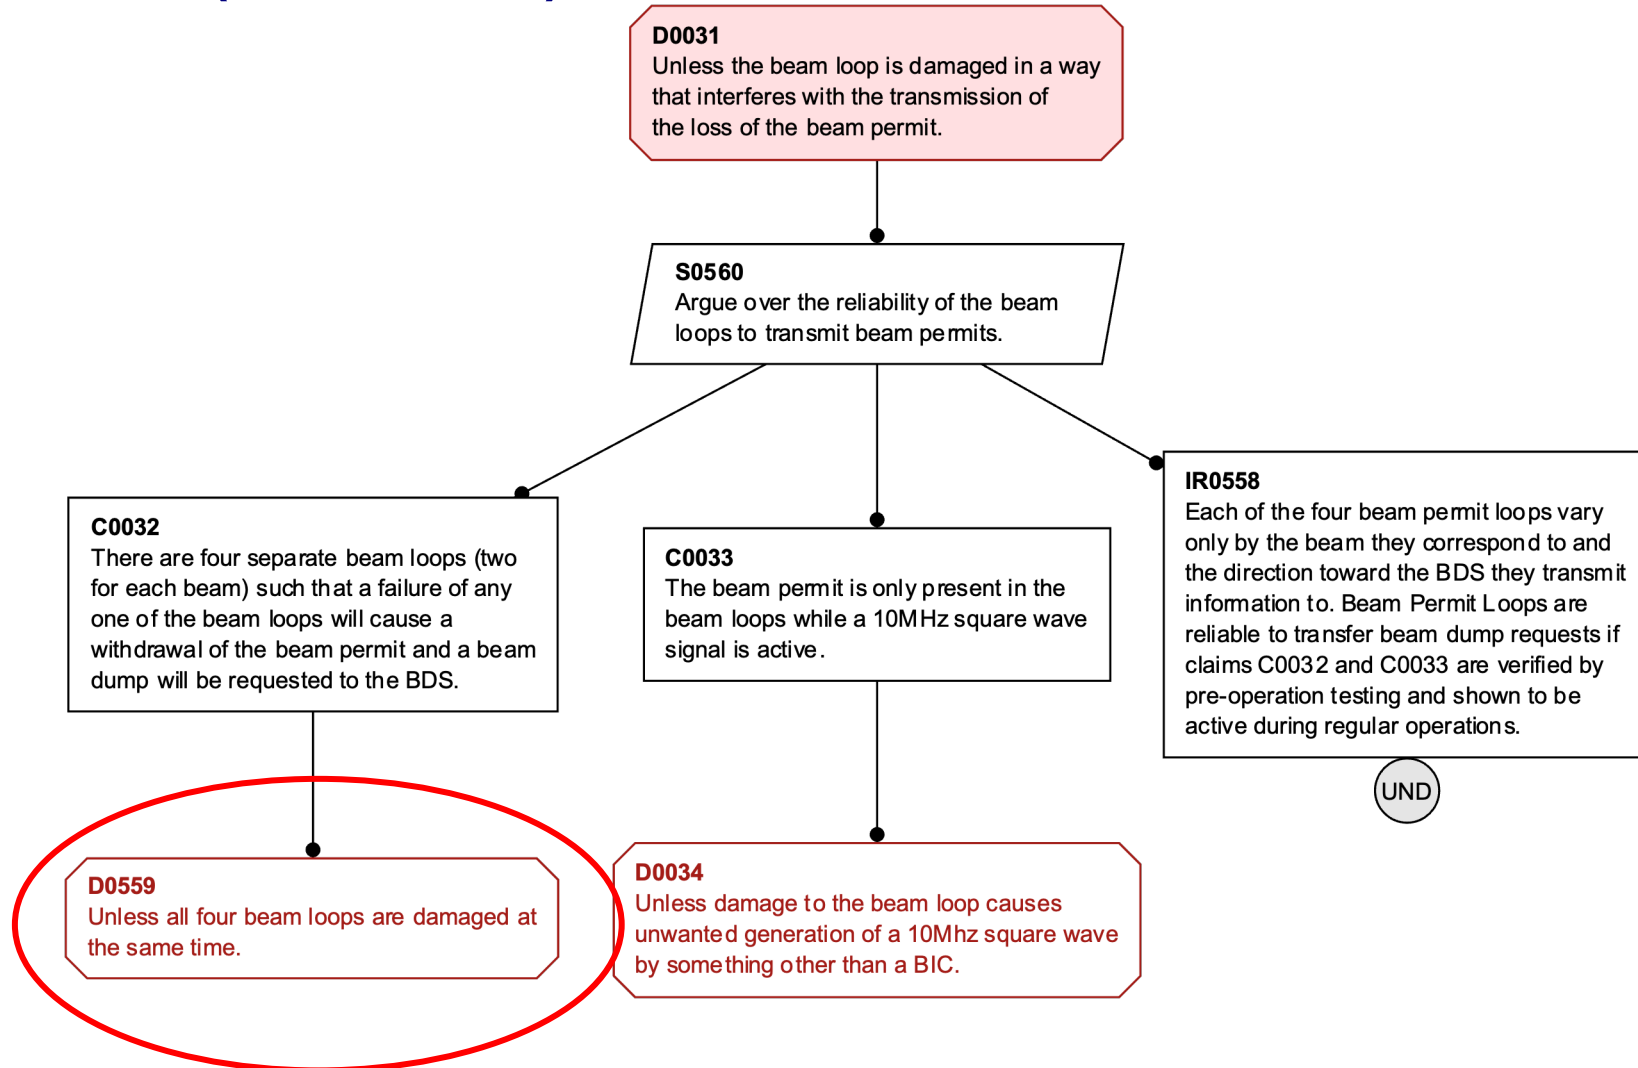 D0031
Unless the beam loop is damaged in a way
that interferes with the transmission of
the loss of the beam permit.
S0560
Argue over the reliability of the beam
loops to transmit beam permits.
C0032
There are four separate beam loops (two
for each beam) such that a failure of any
one of the beam loops will cause a
withdrawal of the beam permit and a beam
dump will be requested to the BDS.
C0033
The beam permit is only present in the
beam loops while a 10MHz square wave
signal is active.
IR0558
Each of the four beam permit loops vary
only by the beam they correspond to and
the direction toward the BDS they transmit
information to. Beam Permit Loops are
reliable to transfer beam dump requests if
claims C0032 and C0033 are verified by
pre-operation testing and shown to be
active during regular operations.
UND
D0559
Unless all four beam loops are damaged at
the same time.
D0034
Unless damage to the beam loop causes
unwanted generation of a 10Mhz square wave
by something other than a BIC.